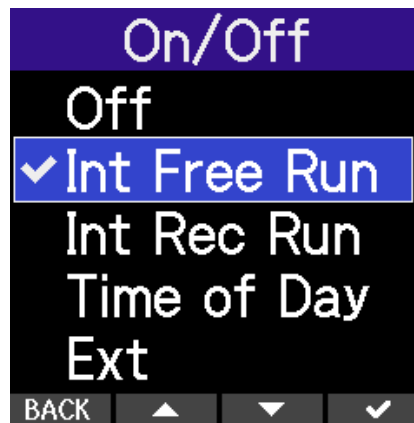 On/Off
Off
Int Free Run
Int Rec Run
Time of Day
Ext
BACK